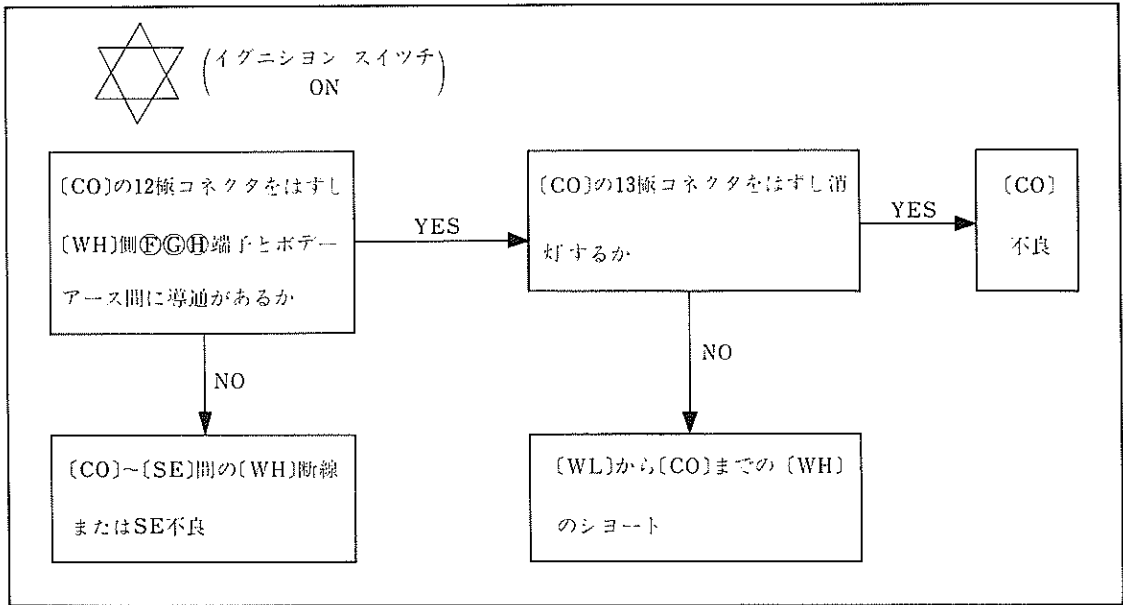 (イグニシヨン スイツチ
ON)
〔CO〕の12極コネクタをはずし
〔WH〕側ⒻⒼⒽ端子とボデー
アース間に導通があるか
YES
〔CO〕の13極コネクタをはずし消
灯するか
YES
〔CO〕
不良
NO
NO
〔CO〕~〔SE〕間の〔WH〕断線
またはSE不良
〔WL〕から〔CO〕までの〔WH〕
のシヨート